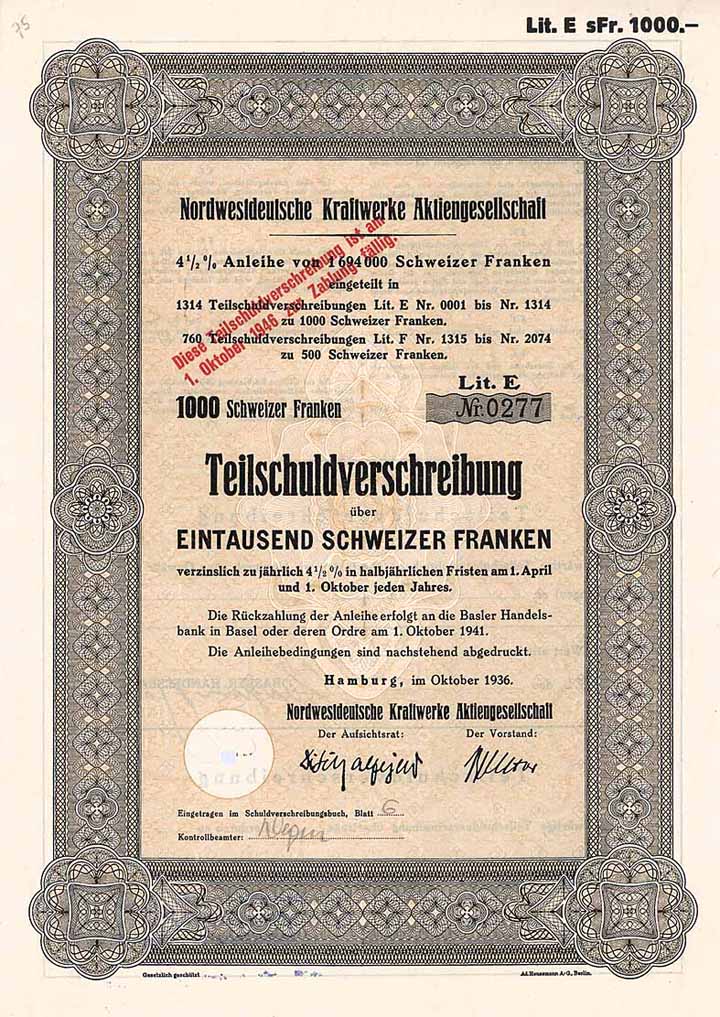 75
Lit. E sFr. 1000.—
Nordwestdeutsche Kraftwerke Aktiengesellschaft
4½% Anleihe von 1694000 Schweizer Franken
eingeteilt in
1314 Teilschuldverschreibungen Lit. E Nr. 0001 bis Nr. 1314
zu 1000 Schweizer Franken.
760 Teilschuldverschreibungen Lit. F Nr. 1315 bis Nr. 2074
zu 500 Schweizer Franken.
Diese Teilschuldverschreibung ist am
1. Oktober 1946 zur Zahlung fällig.
Lit. E
1000 Schweizer Franken
Nr. 0277
Teilschuldverschreibung
über
EINTAUSEND SCHWEIZER FRANKEN
verzinslich zu jährlich 4½% in halbjährlichen Fristen am 1. April
und 1. Oktober jeden Jahres.
Die Rückzahlung der Anleihe erfolgt an die Basler Handels-
bank in Basel oder deren Ordre am 1. Oktober 1941.
Die Anleihebedingungen sind nachstehend abgedruckt.
Hamburg, im Oktober 1936.
Nordwestdeutsche Kraftwerke Aktiengesellschaft
Der Aufsichtsrat: Der Vorstand:
Eingetragen im Schuldverschreibungsbuch, Blatt 6
Kontrollbeamter:
Gesetzlich geschützt
Ad. Heusmann A-G., Berlin.